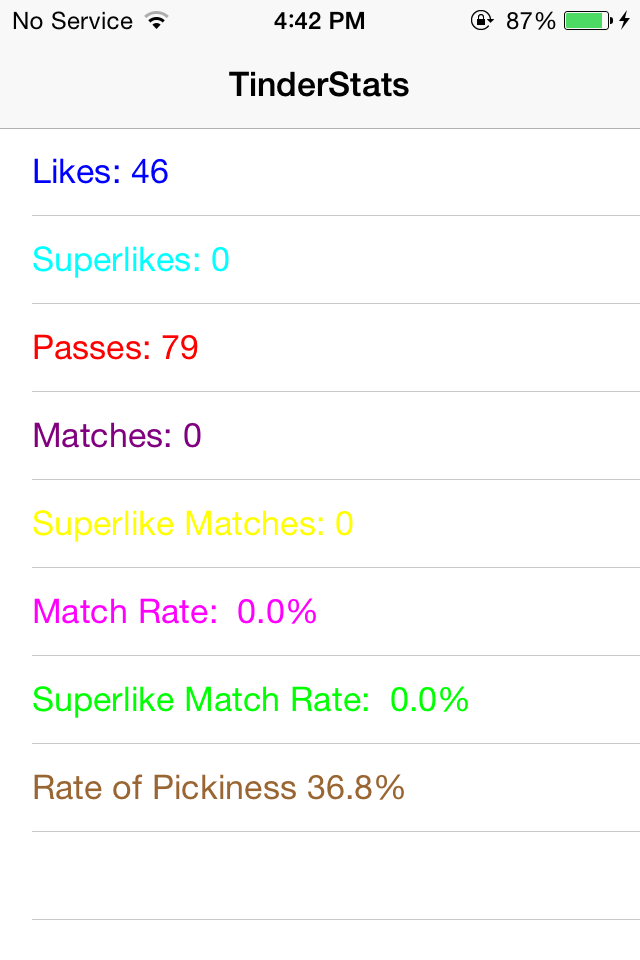 No Service 4:42 PM 87%
TinderStats
Likes: 46
Superlikes: 0
Passes: 79
Matches: 0
Superlike Matches: 0
Match Rate:  0.0%
Superlike Match Rate:  0.0%
Rate of Pickiness 36.8%